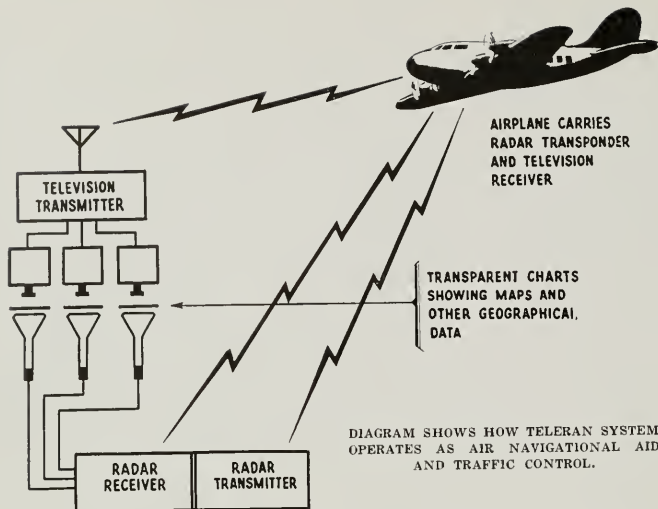 AIRPLANE CARRIES
RADAR TRANSPONDER
AND TELEVISION
RECEIVER
TELEVISION
TRANSMITTER
TRANSPARENT CHARTS
SHOWING MAPS AND
OTHER GEOGRAPHICAL,
DATA
DIAGRAM SHOWS HOW TELERAN SYSTEM
OPERATES AS AIR NAVIGATIONAL AID
AND TRAFFIC CONTROL.
RADAR
RECEIVER
RADAR
TRANSMITTER